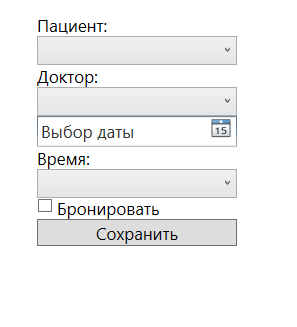 Пациент:
Доктор:
Выбор даты 15
Время:
Бронировать
Сохранить